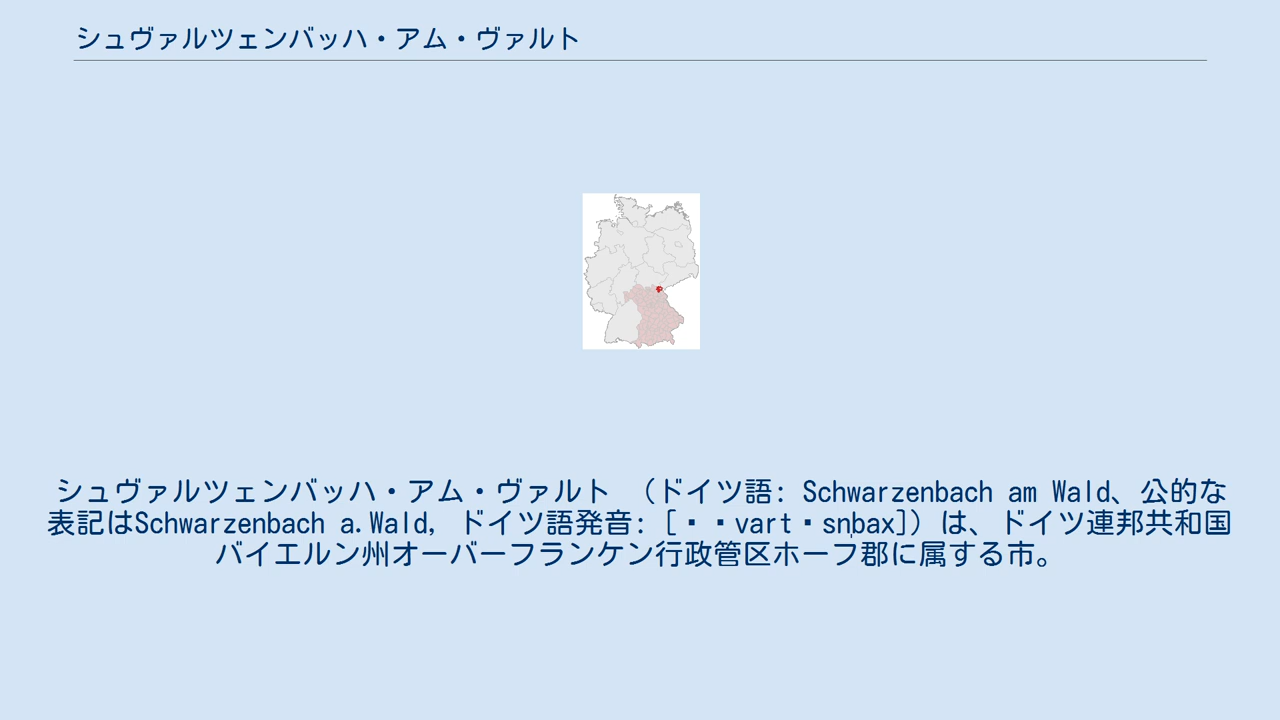 シュヴァルツェンバッハ・アム・ヴァルト
シュヴァルツェンバッハ・アム・ヴァルト （ドイツ語: Schwarzenbach am Wald、公的な
表記はSchwarzenbach a.Wald, ドイツ語発音: [▪▪vart▪sn̩bax]）は、ドイツ連邦共和国
バイエルン州オーバーフランケン行政管区ホーフ郡に属する市。